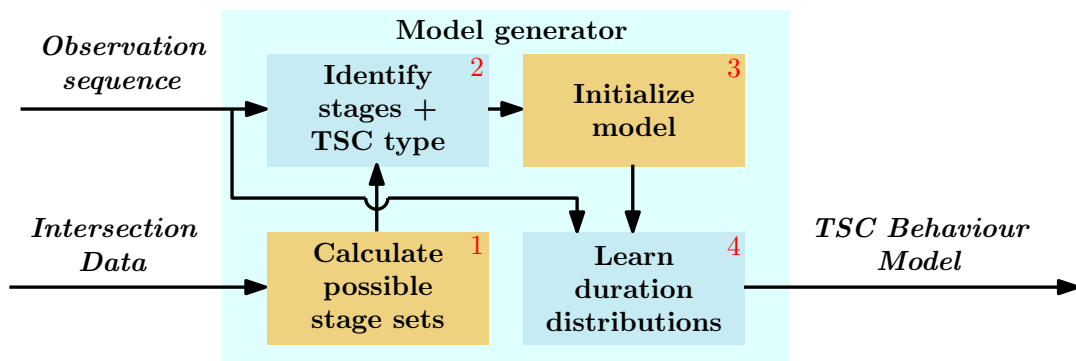 Model generator
Observation
sequence
2
Identify
stages +
TSC type
3
Initialize
model
Intersection
Data
1
Calculate
possible
stage sets
4
Learn
duration
distributions
TSC Behaviour
Model